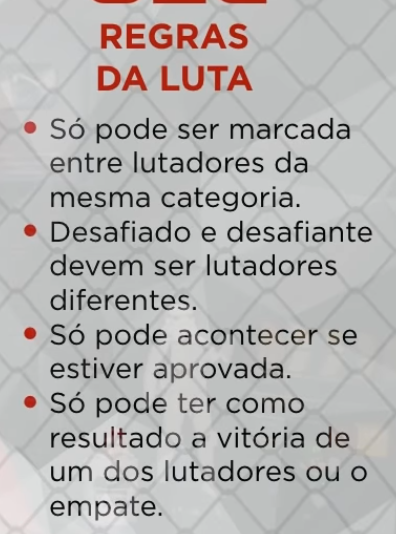 REGRAS
DA LUTA
• Só pode ser marcada
entre lutadores da
mesma categoria.
• Desafiado e desafiante
devem ser lutadores
diferentes.
• Só pode acontecer se
estiver aprovada.
• Só pode ter como
resultado a vitória de
um dos lutadores ou o
empate.